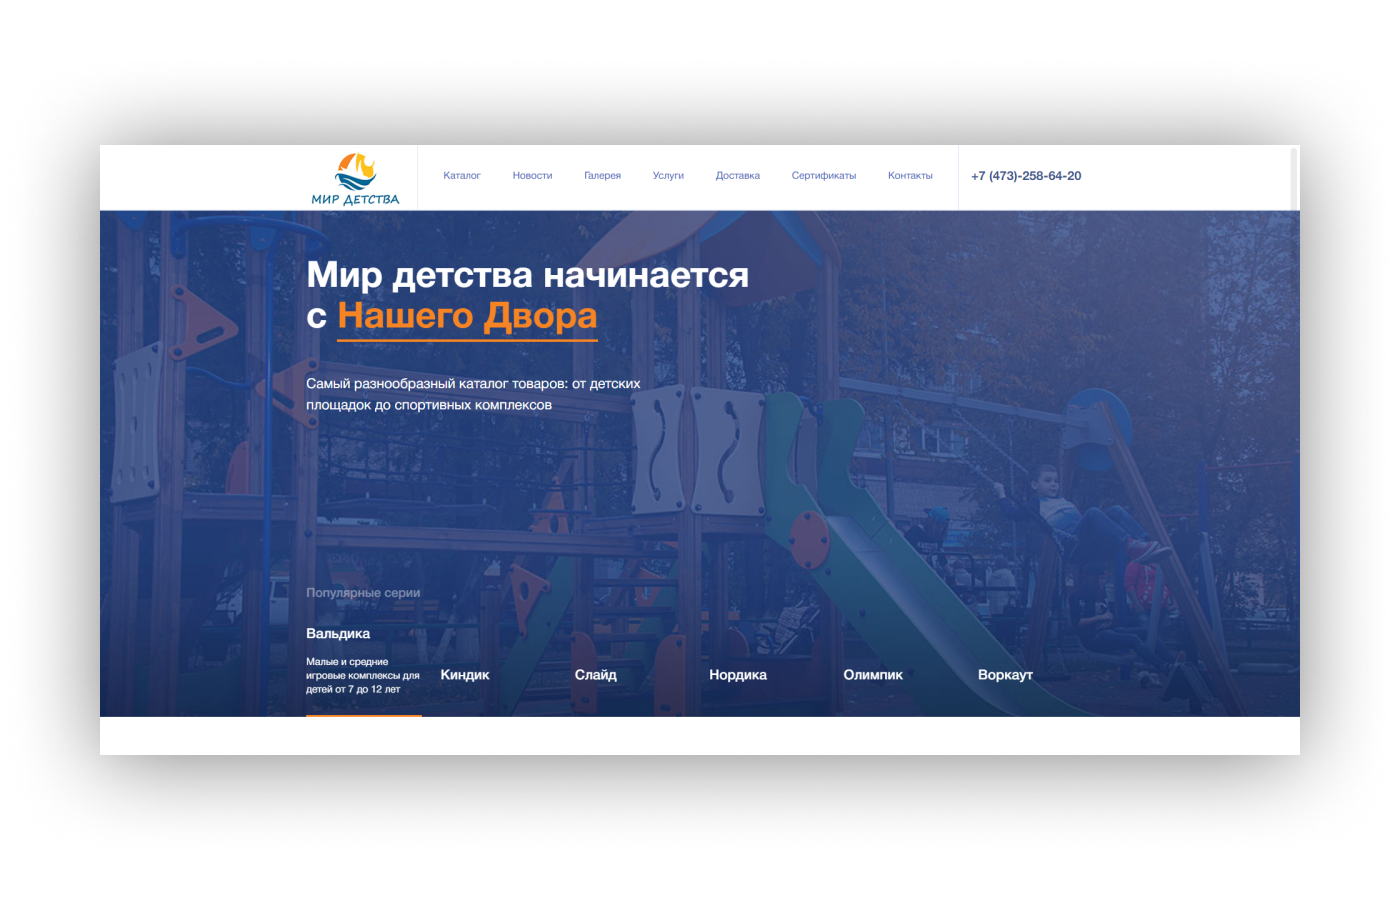 МИР ДЕТСТВА
Каталог
Новости
Галерея
Услуги
Доставка
Сертификаты
Контакты
+7 (473)-258-64-20
Мир детства начинается
с Нашего Двора
Самый разнообразный каталог товаров: от детских
площадок до спортивных комплексов
Популярные серии
Вальдика
Малые и средние
игровые комплексы для
детей от 7 до 12 лет
Киндик
Слайд
Нордика
Олимпик
Воркаут